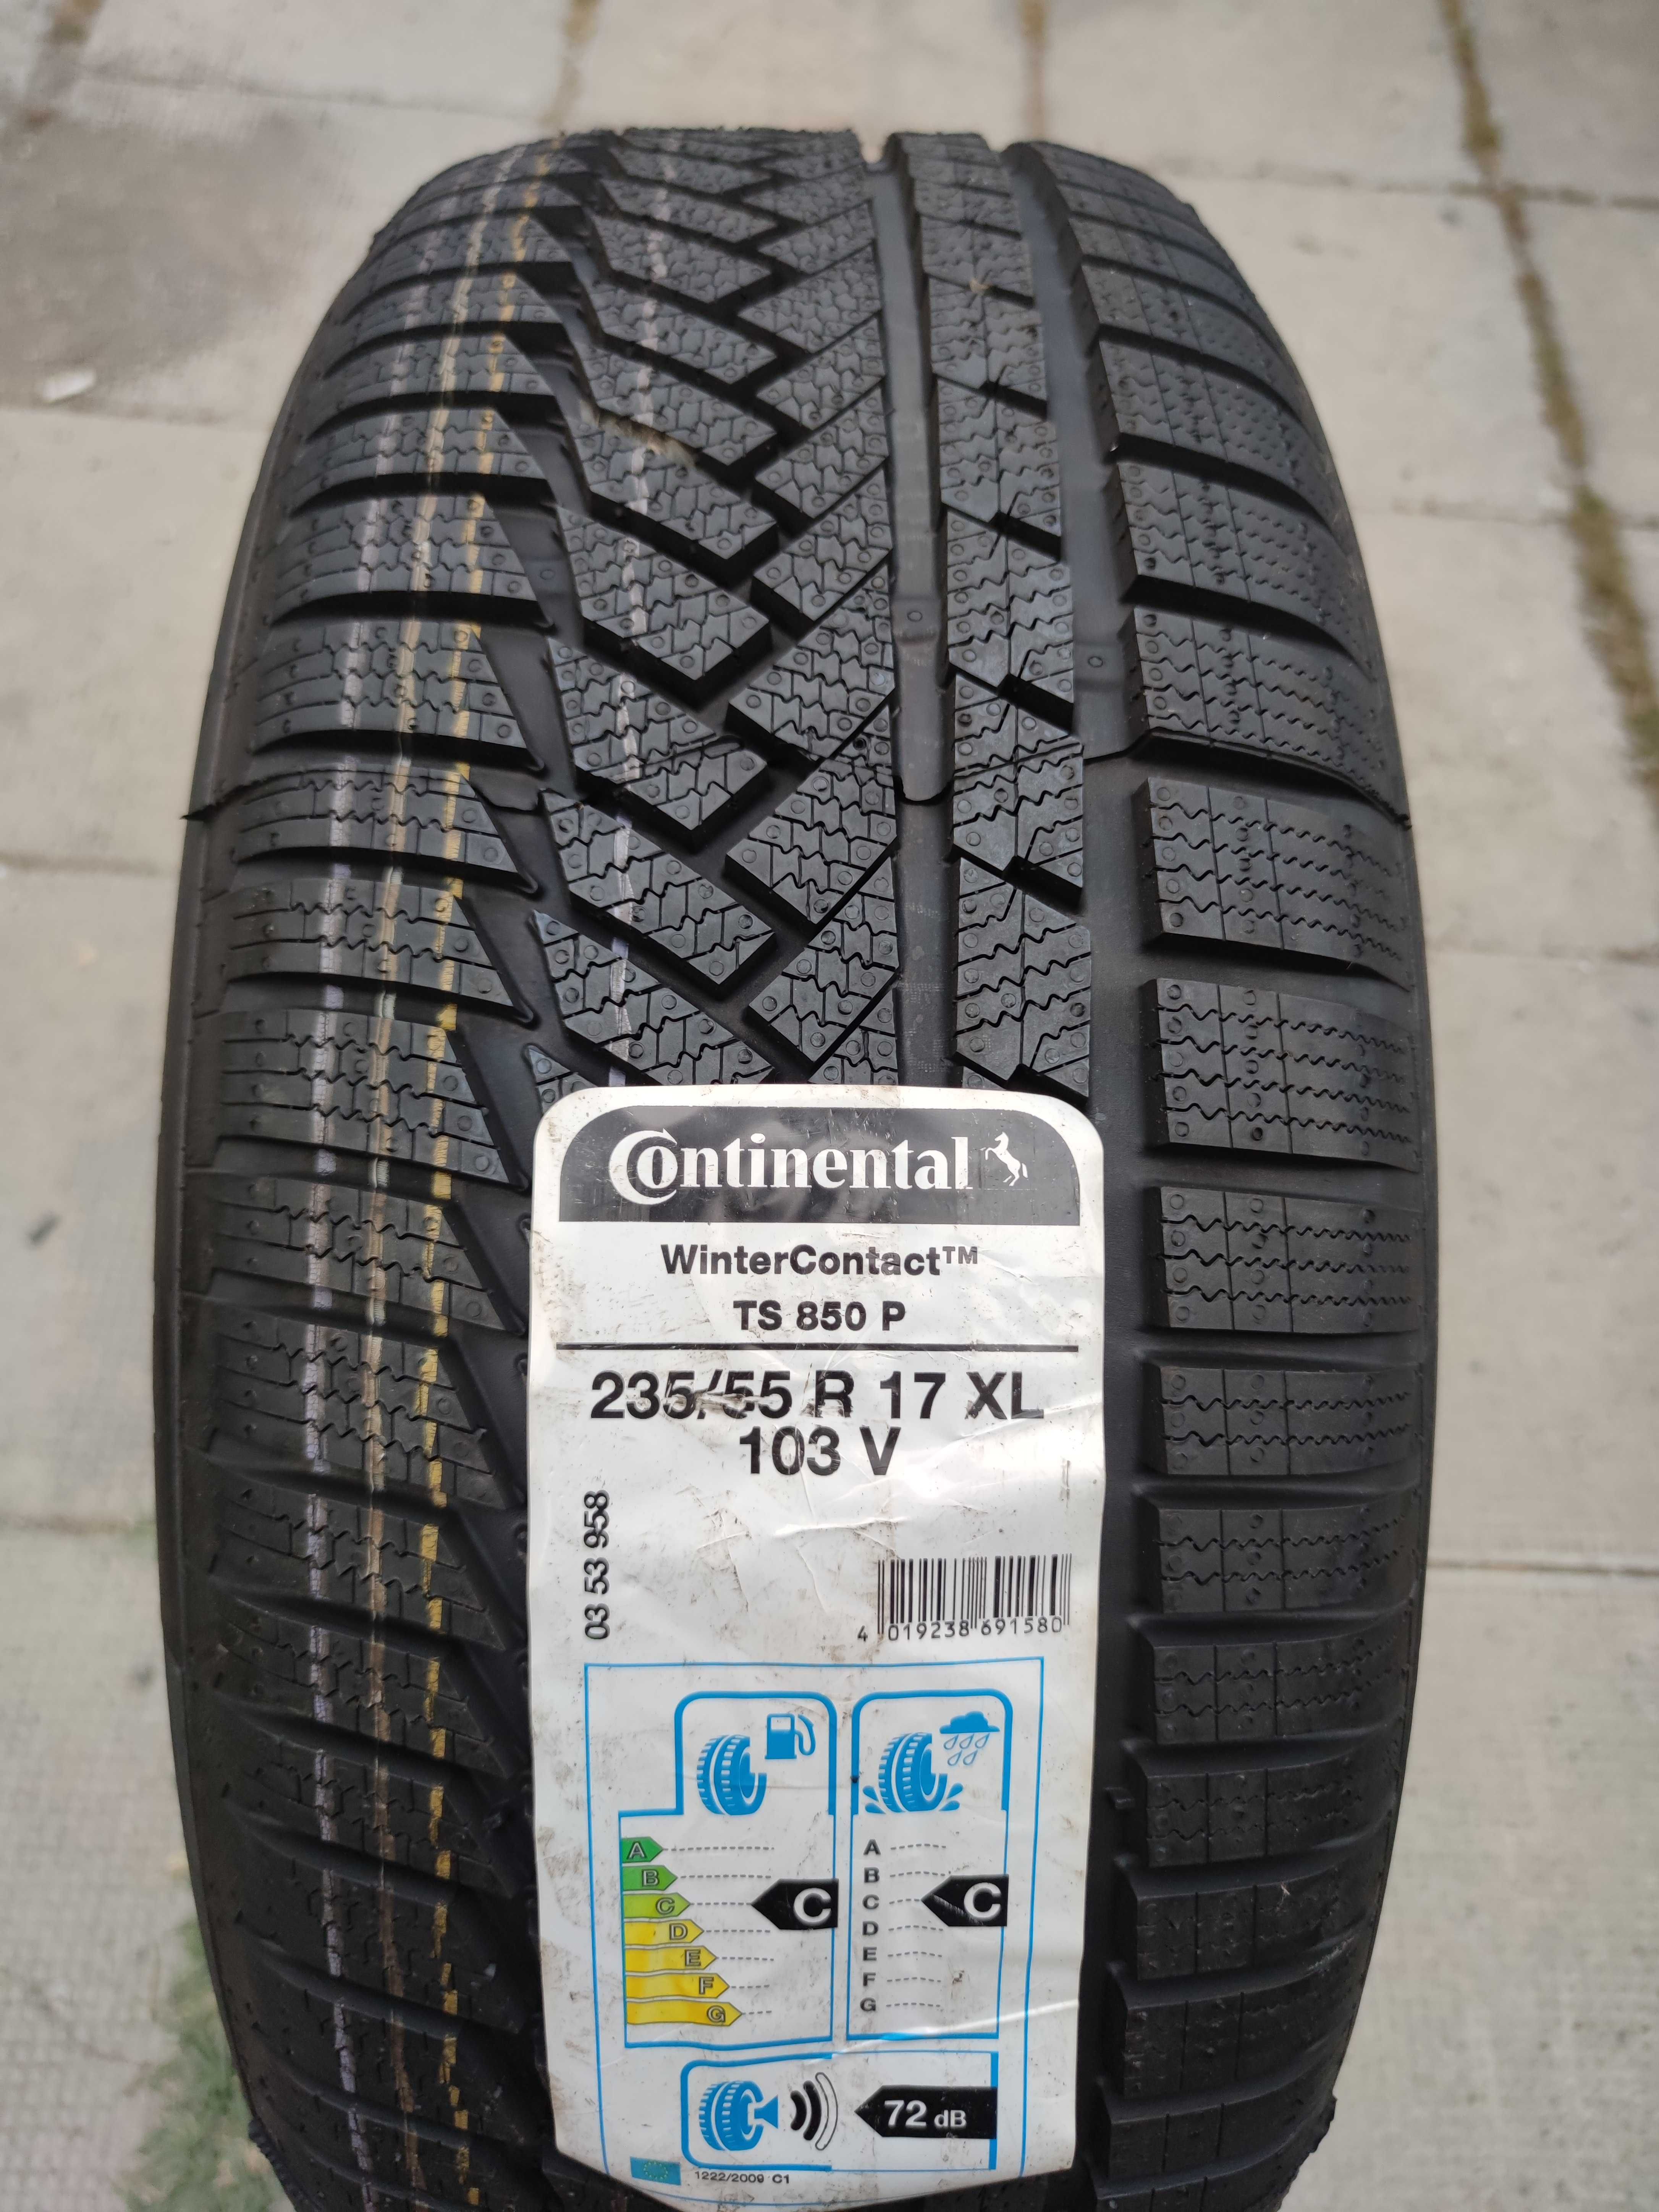 Continental
WinterContact™
TS 850 P
235/55 R 17 XL
103 V
03 53 958
4 019238 691580
A
B
C
D
E
F
G
C
A
B
C
D
E
F
G
C
72 dB
1222/2009 C1